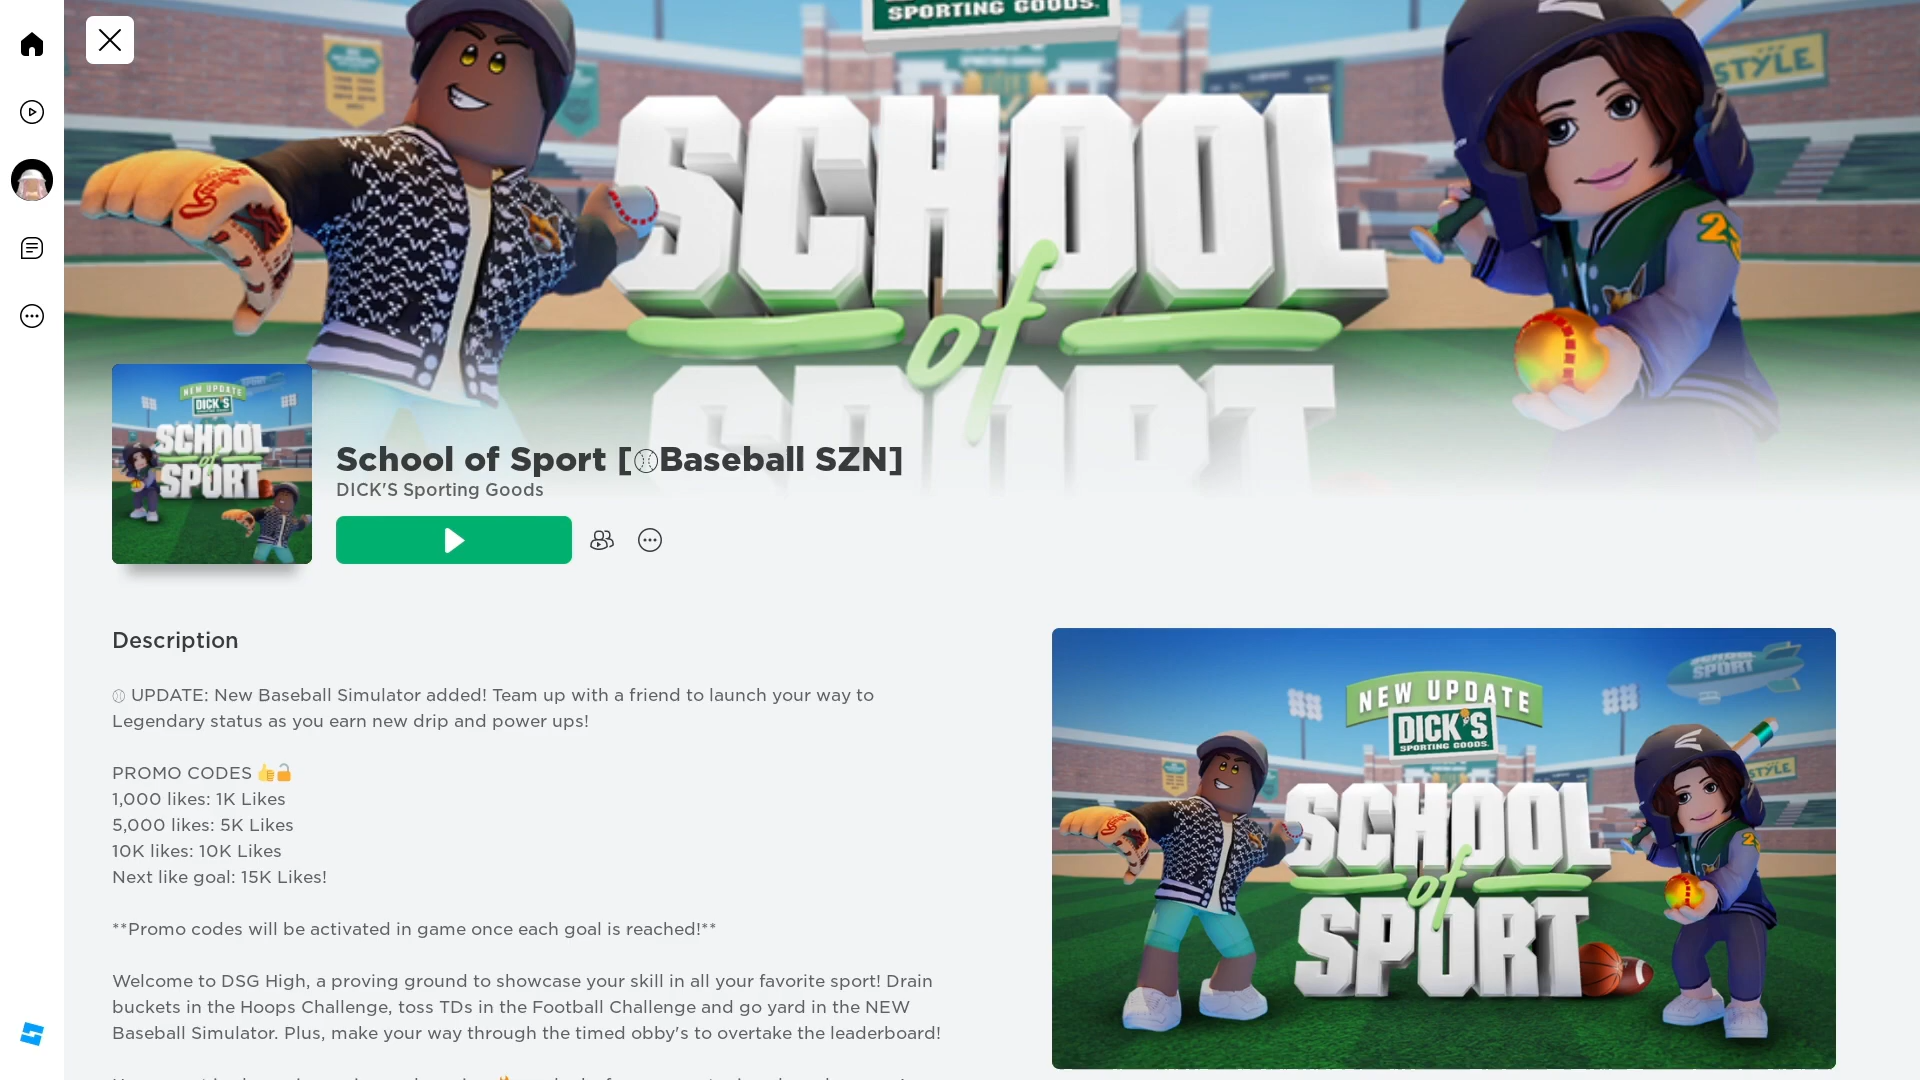 SPORTING GOODS.
STYLE
SCHOOL
of
SPORT
NEW UPDATE
DICK'S
SCHOOL
of
SPORT
School of Sport [⚾Baseball SZN]
DICK'S Sporting Goods
Description
⚾ UPDATE: New Baseball Simulator added! Team up with a friend to launch your way to
Legendary status as you earn new drip and power ups!
PROMO CODES 👍🔓
1,000 likes: 1K Likes
5,000 likes: 5K Likes
10K likes: 10K Likes
Next like goal: 15K Likes!
**Promo codes will be activated in game once each goal is reached!**
Welcome to DSG High, a proving ground to showcase your skill in all your favorite sport! Drain
buckets in the Hoops Challenge, toss TDs in the Football Challenge and go yard in the NEW
Baseball Simulator. Plus, make your way through the timed obby's to overtake the leaderboard!
SCHOOL
SPORT
NEW UPDATE
DICK'S
SPORTING GOODS.
STYLE
SCHOOL
of
SPORT